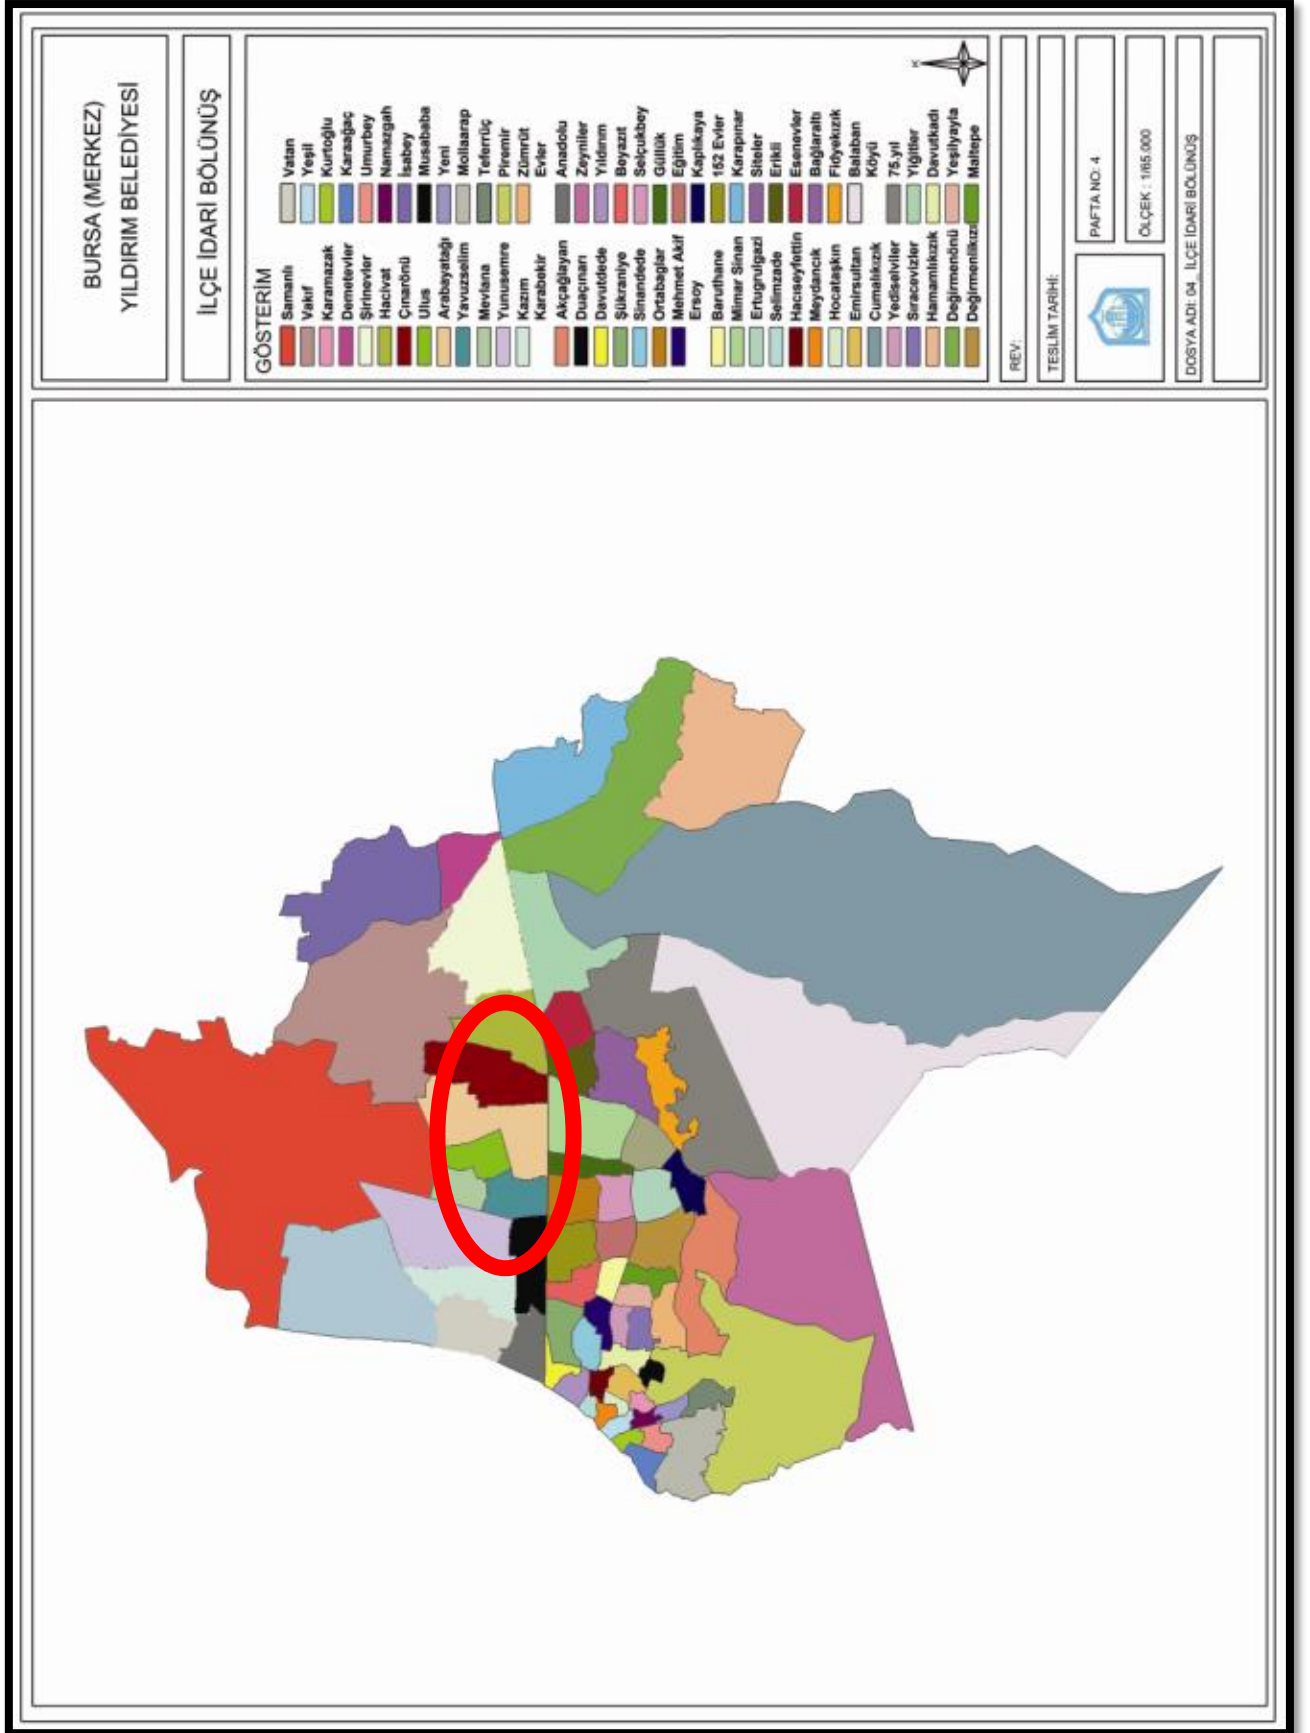 BURSA (MERKEZ)
YILDIRIM BELEDİYESİ
İLÇE İDARİ BÖLÜNÜŞ
GÖSTERİM
Samanlı
Vakıf
Karamazak
Demetevler
Şirinevler
Hacivat
Çınarönü
Ulus
Arabayatağı
Yavuzselim
Mevlana
Yunusemre
Kazım
Karabekir
Akçağlayan
Duaçınarı
Davutdede
Şükraniye
Sinandede
Ortabağlar
Mehmet Akif
Ersoy
Baruthane
Mimar Sinan
Ertugrulgazi
Selimzade
Hacıseyfettin
Meydancık
Hocataşkın
Emirsultan
Cumalıkızık
Yediselviler
Sıracevizler
Hamamlıkızık
Değirmenönü
Değirmenlikızı
Vatan
Yeşil
Kurtoğlu
Karaağaç
Umurbey
Namazgah
İsabey
Musababa
Yeni
Mollaarap
Teferrüç
Piremir
Zümrüt
Evler
Anadolu
Zeyniler
Yıldırım
Beyazıt
Selçukbey
Güllük
Eğitim
Kaplıkaya
152 Evler
Karapınar
Siteler
Erikli
Esenevler
Bağlaraltı
Fidyekızık
Balaban
Köyü
75.yıl
Yiğitler
Davutkadı
Yeşilyayla
Maltepe
K
REV:
TESLİM TARİHİ:
PAFTA NO: 4
ÖLÇEK : 1/65.000
DOSYA ADI: 04_ İLÇE İDARİ BÖLÜNÜŞ